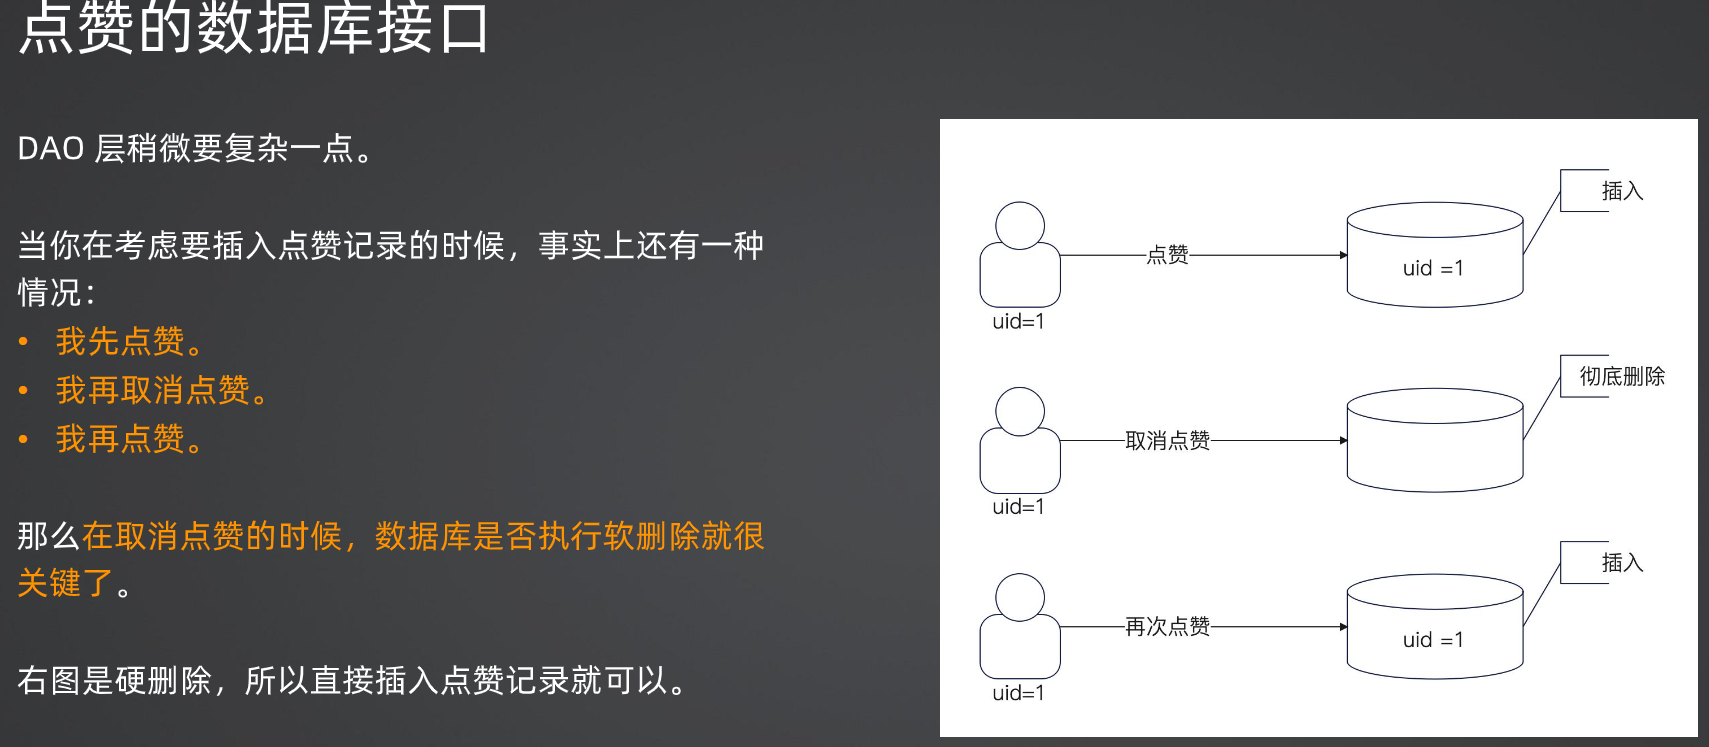 点赞的数据库接口
DAO 层稍微要复杂一点。
当你在考虑要插入点赞记录的时候，事实上还有一种
情况：
• 我先点赞。
• 我再取消点赞。
• 我再点赞。
那么在取消点赞的时候，数据库是否执行软删除就很
关键了。
右图是硬删除，所以直接插入点赞记录就可以。
插入
点赞
uid =1
uid=1
彻底删除
取消点赞
uid=1
插入
再次点赞
uid =1
uid=1